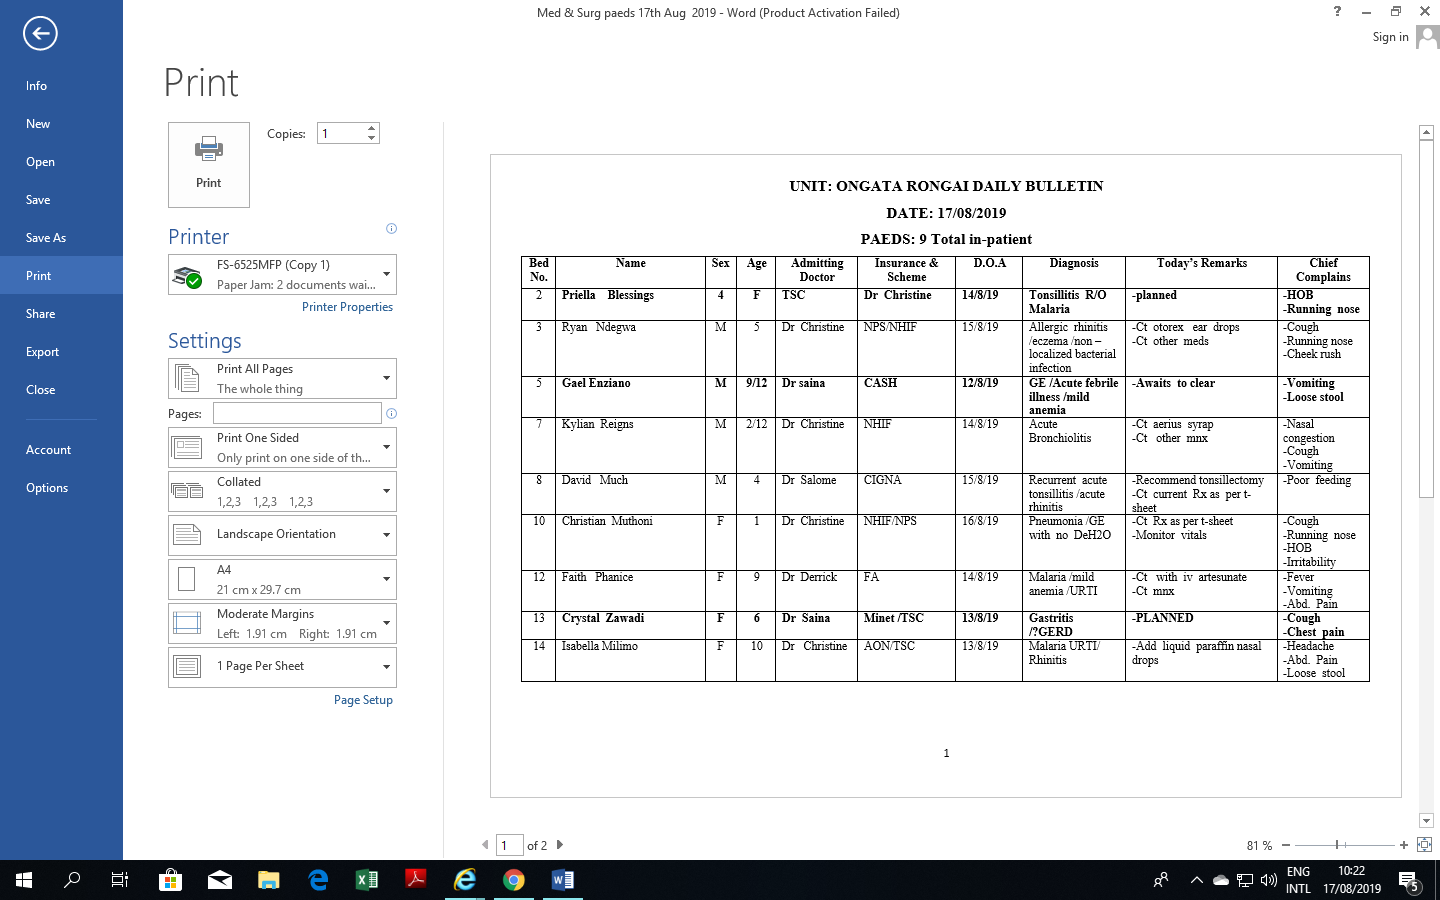 Med & Surg paeds 17th Aug 2019 - Word (Product Activation Failed)
?
Sign in
Info
New
Open
Save
Save As
Print
Share
Export
Close
Account
Options
Print
Print
Copies: 1
Printer
FS-6525MFP (Copy 1)
Paper Jam: 2 documents wai...
Printer Properties
Settings
Print All Pages
The whole thing
Pages:
Print One Sided
Only print on one side of th...
Collated
1,2,3 1,2,3 1,2,3
Landscape Orientation
A4
21 cm x 29.7 cm
Moderate Margins
Left: 1.91 cm Right: 1.91 cm
1 Page Per Sheet
Page Setup
UNIT: ONGATA RONGAI DAILY BULLETIN
DATE: 17/08/2019
PAEDS: 9 Total in-patient
Bed Name Sex Age Admitting Insurance & D.O.A Diagnosis Today's Remarks Chief
No. Doctor Scheme Complains
2 Priella Blessings 4 F TSC Dr Christine 14/8/19 Tonsillitis R/O -planned -HOB
Malaria -Running nose
3 Ryan Ndegwa M 5 Dr Christine NPS/NHIF 15/8/19 Allergic rhinitis -Ct otorex ear drops -Cough
/eczema /non – -Ct other meds -Running nose
localized bacterial -Cheek rush
infection
5 Gael Enziano M 9/12 Dr saina CASH 12/8/19 GE /Acute febrile -Awaits to clear -Vomiting
illness /mild -Loose stool
anemia
7 Kylian Reigns M 2/12 Dr Christine NHIF 14/8/19 Acute -Ct aerius syrap -Nasal
Bronchiolitis -Ct other mnx congestion
-Cough
-Vomiting
8 David Much M 4 Dr Salome CIGNA 15/8/19 Recurrent acute -Recommend tonsillectomy -Poor feeding
tonsillitis /acute -Ct current Rx as per t-
rhinitis sheet
10 Christian Muthoni F 1 Dr Christine NHIF/NPS 16/8/19 Pneumonia /GE -Ct Rx as per t-sheet -Cough
with no DeH2O -Monitor vitals -Running nose
-HOB
-Irritability
12 Faith Phanice F 9 Dr Derrick FA 14/8/19 Malaria /mild -Ct with iv artesunate -Fever
anemia /URTI -Ct mnx -Vomiting
-Abd. Pain
13 Crystal Zawadi F 6 Dr Saina Minet /TSC 13/8/19 Gastritis -PLANNED -Cough
/?GERD -Chest pain
14 Isabella Milimo F 10 Dr Christine AON/TSC 13/8/19 Malaria URTI/ -Add liquid paraffin nasal -Headache
Rhinitis drops -Abd. Pain
-Loose stool
1
1 of 2
81 %
ENG
INTL
10:22
17/08/2019
5